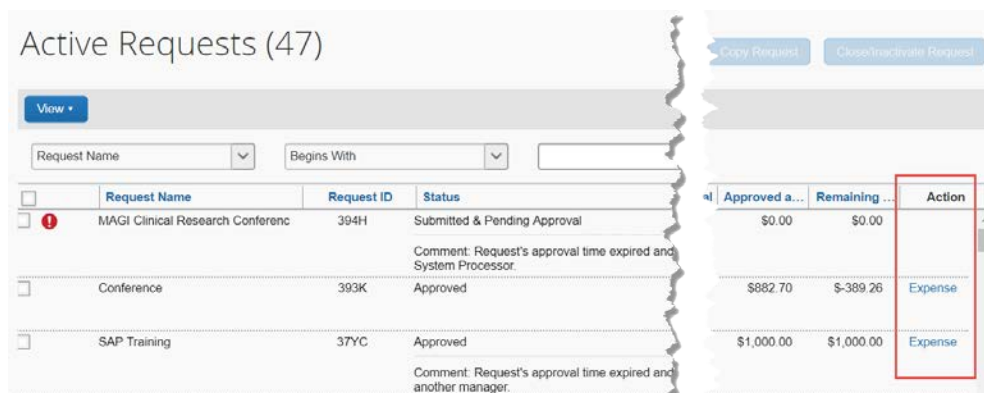 Active Requests (47)
Copy Request Close/Inactivate Request
View
Request Name Begins With
Request Name Request ID Status al Approved a... Remaining ... Action
MAGI Clinical Research Conferenc 394H Submitted & Pending Approval $0.00 $0.00
Comment: Request's approval time expired and
System Processor.
Conference 393K Approved $882.70 $-389.26 Expense
SAP Training 37YC Approved $1,000.00 $1,000.00 Expense
Comment: Request's approval time expired and
another manager.